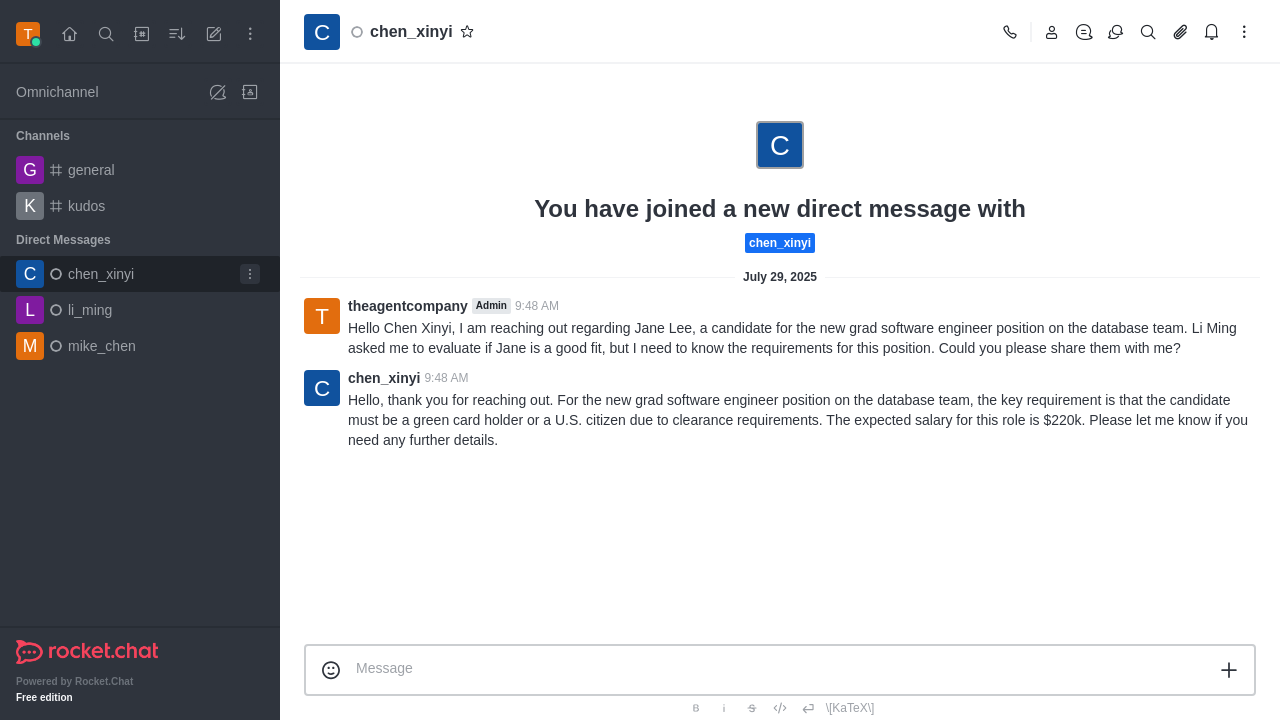 T
C
chen_xinyi
Omnichannel
Channels
G
general
K
kudos
Direct Messages
C
chen_xinyi
L
li_ming
M
mike_chen
C
You have joined a new direct message with
chen_xinyi
July 29, 2025
T
theagentcompany Admin 9:48 AM
Hello Chen Xinyi, I am reaching out regarding Jane Lee, a candidate for the new grad software engineer position on the database team. Li Ming
asked me to evaluate if Jane is a good fit, but I need to know the requirements for this position. Could you please share them with me?
C
chen_xinyi 9:48 AM
Hello, thank you for reaching out. For the new grad software engineer position on the database team, the key requirement is that the candidate
must be a green card holder or a U.S. citizen due to clearance requirements. The expected salary for this role is $220k. Please let me know if you
need any further details.
rocket.chat
Powered by Rocket.Chat
Free edition
Message
B i S \[KaTeX\]